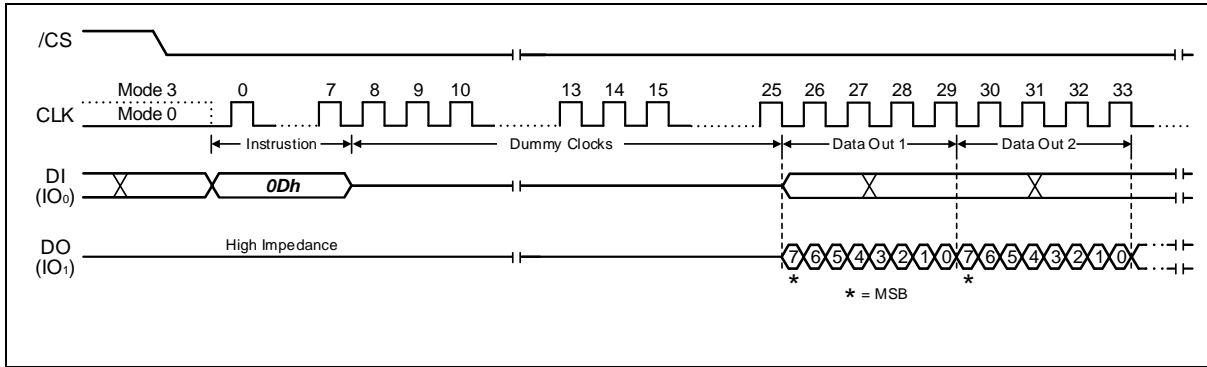 /CS
Mode 3
Mode 0
CLK
0 7 8 9 10 13 14 15 25 26 27 28 29 30 31 32 33
Instrustion
Dummy Clocks
Data Out 1
Data Out 2
DI
(IO0)
0Dh
DO
(IO1)
High Impedance
7 6 5 4 3 2 1 0 7 6 5 4 3 2 1 0
* *
* = MSB